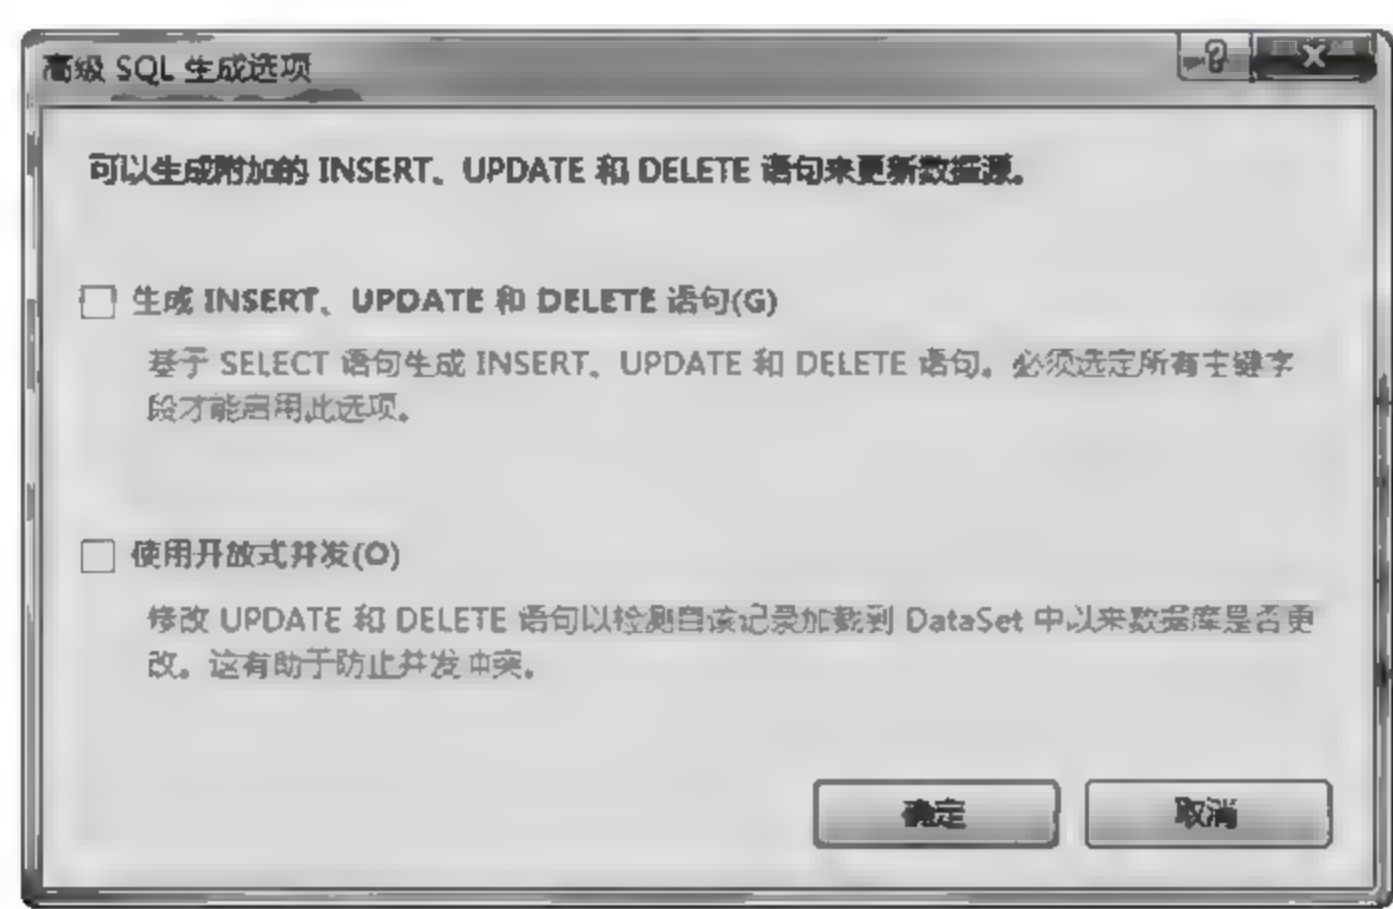 高级 SQL 生成选项
可以生成附加的 INSERT、UPDATE 和 DELETE 语句来更新数据源。
生成 INSERT、UPDATE 和 DELETE 语句(G)
基于 SELECT 语句生成 INSERT、UPDATE 和 DELETE 语句。必须选定所有主键字
段才能启用此选项。
使用开放式并发(O)
修改 UPDATE 和 DELETE 语句以检测自该记录加载到 DataSet 中以来数据库是否更
改。这有助于防止并发冲突。
确定
取消